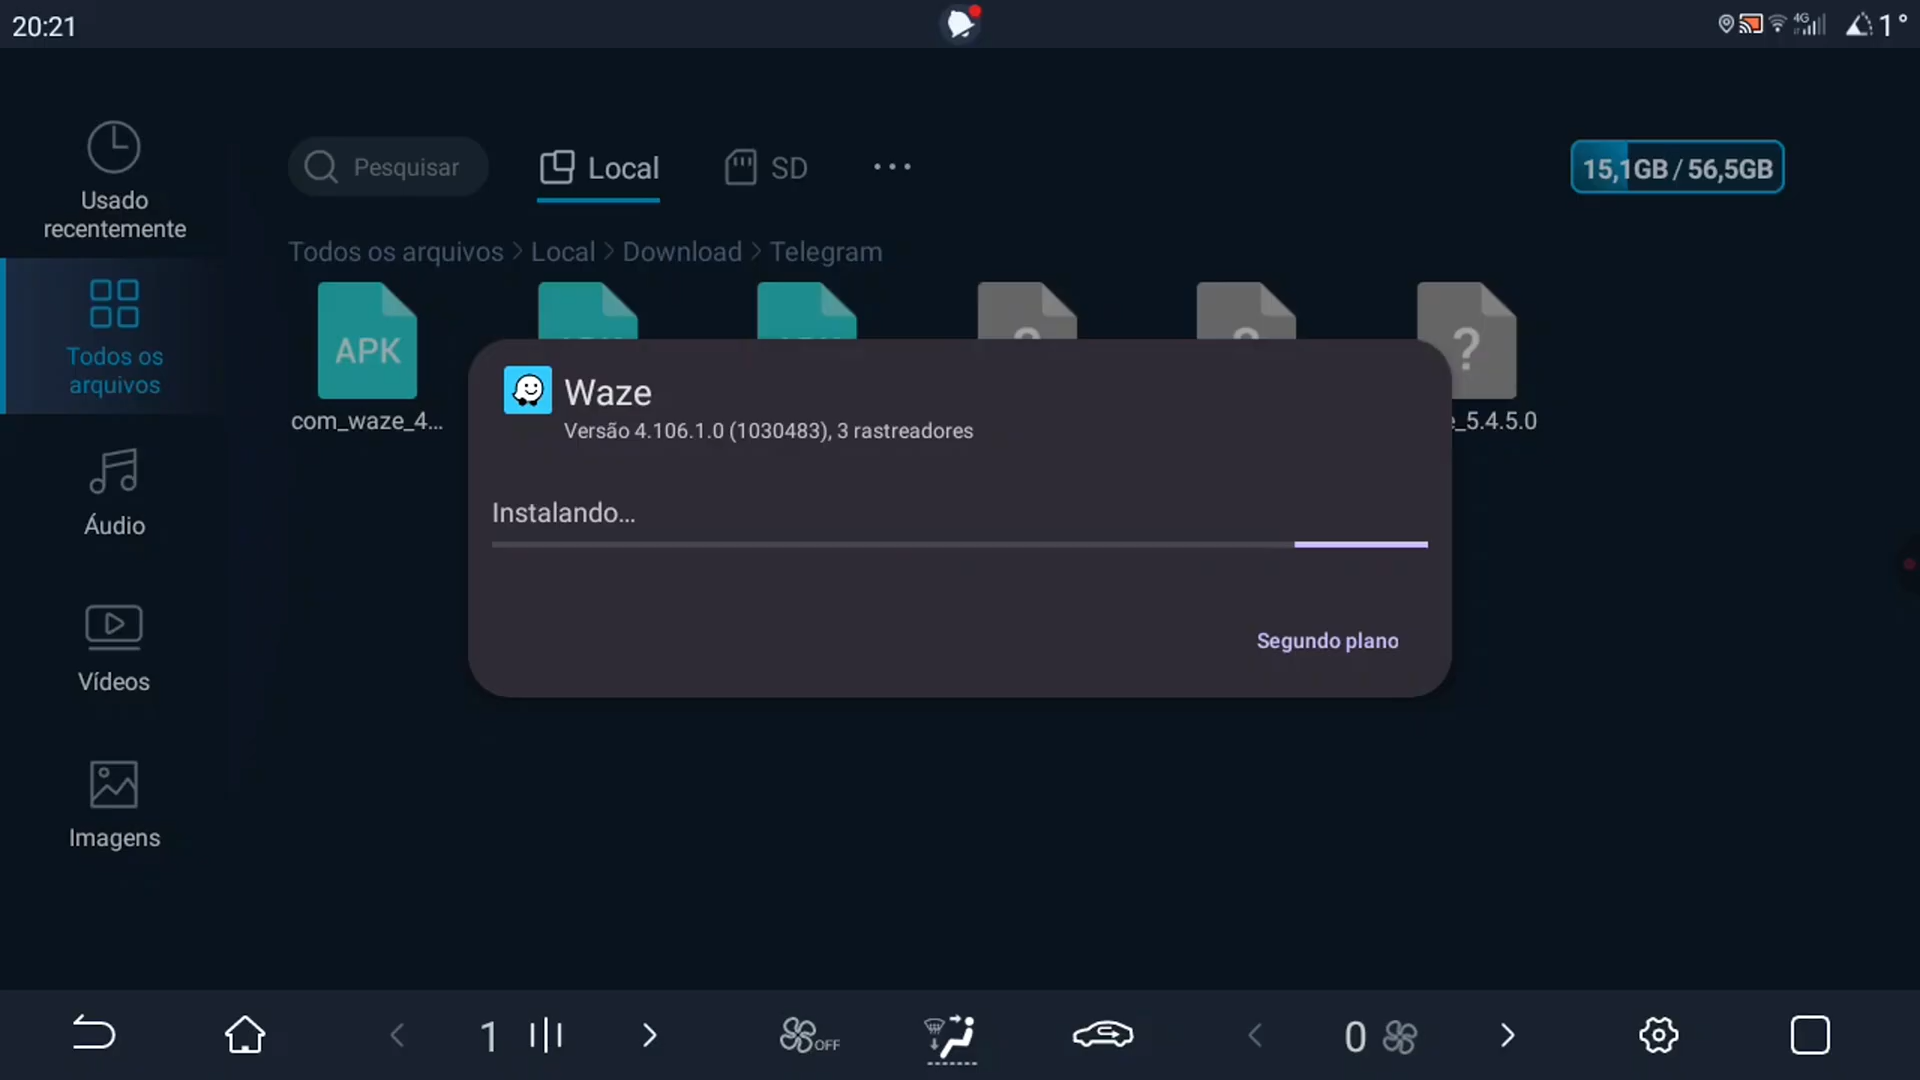 20:21
4G
1°
Pesquisar
Local
SD
15,1GB / 56,5GB
Usado
recentemente
Todos os arquivos > Local > Download > Telegram
APK
?
com_waze_4...
_5.4.5.0
Todos os
arquivos
Waze
Versão 4.106.1.0 (1030483), 3 rastreadores
Instalando...
Segundo plano
Áudio
Vídeos
Imagens
1
OFF
0